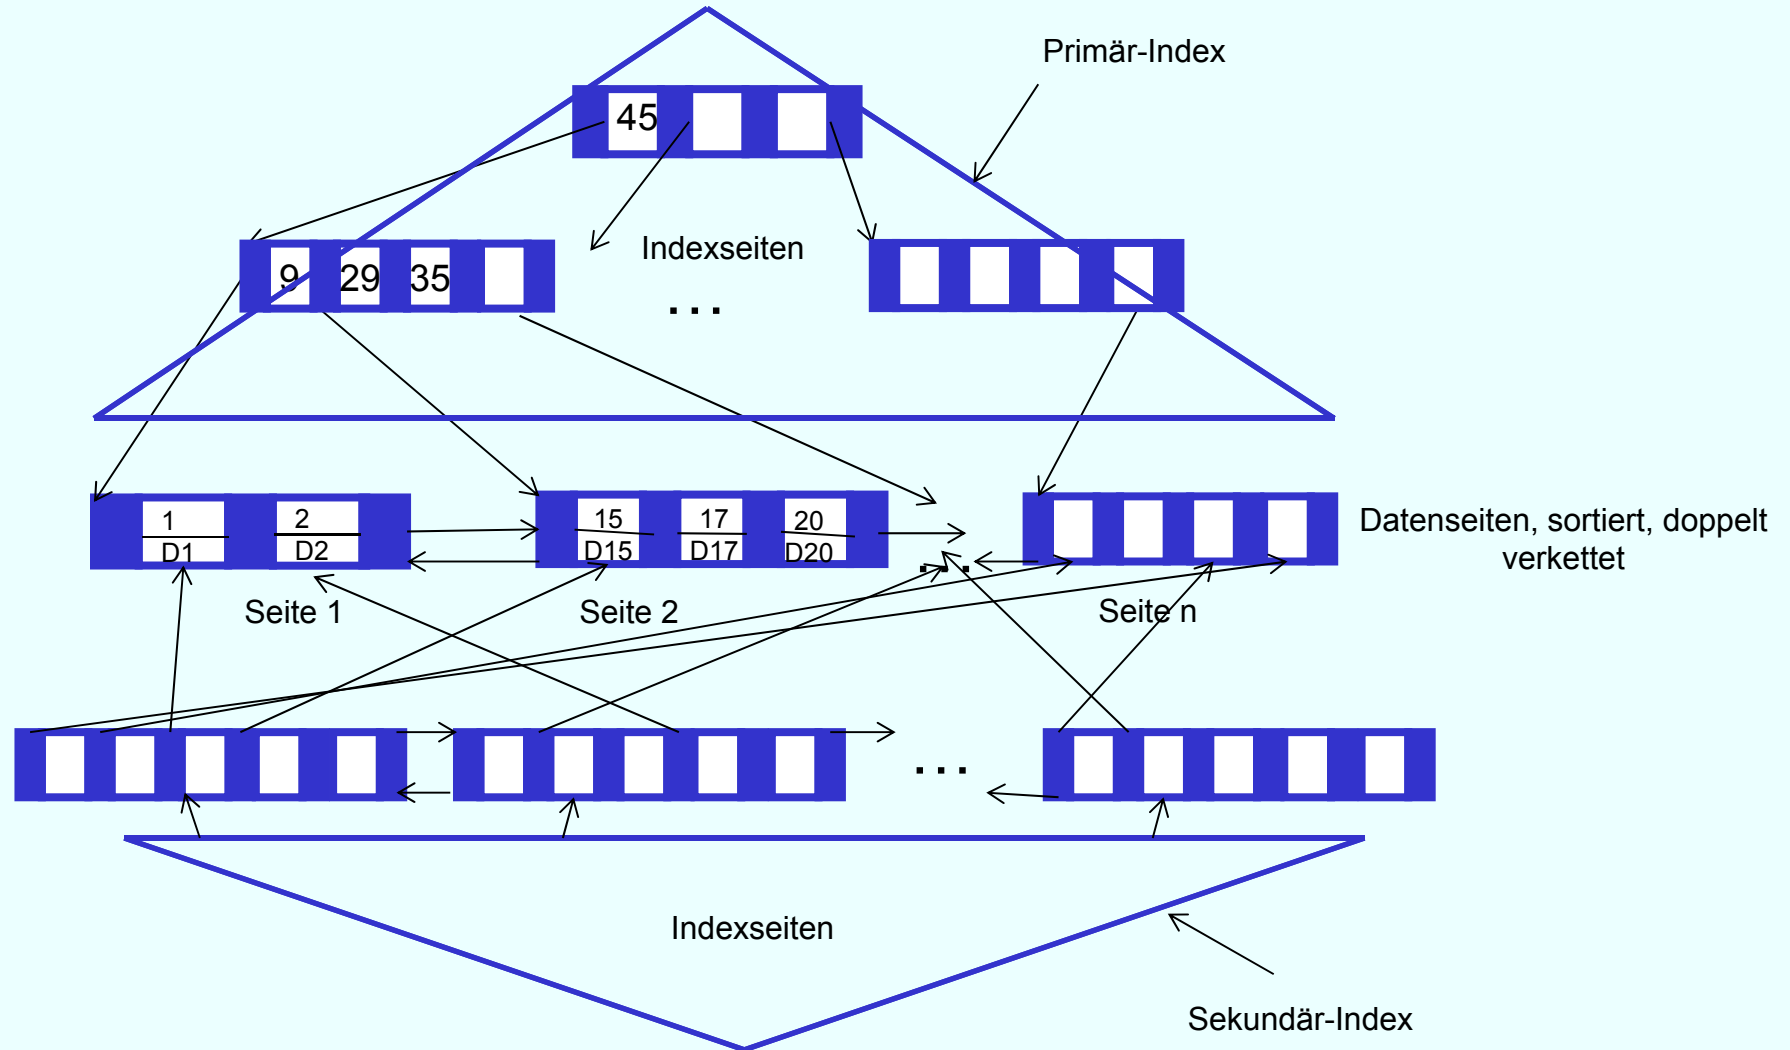 Primär-Index
45
Indexseiten
9 29 35
...
1 2 15 17 20
D1 D2 D15 D17 D20
...
Datenseiten, sortiert, doppelt
verkettet
Seite 1 Seite 2 Seite n
...
Indexseiten
Sekundär-Index